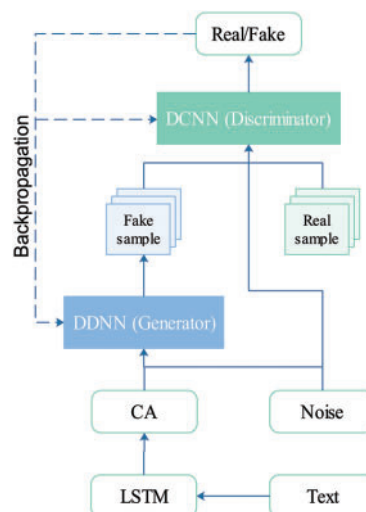 Real/Fake
DCNN (Discriminator)
Backpropagation
Fake
sample
Real
sample
DDNN (Generator)
CA
Noise
LSTM
Text